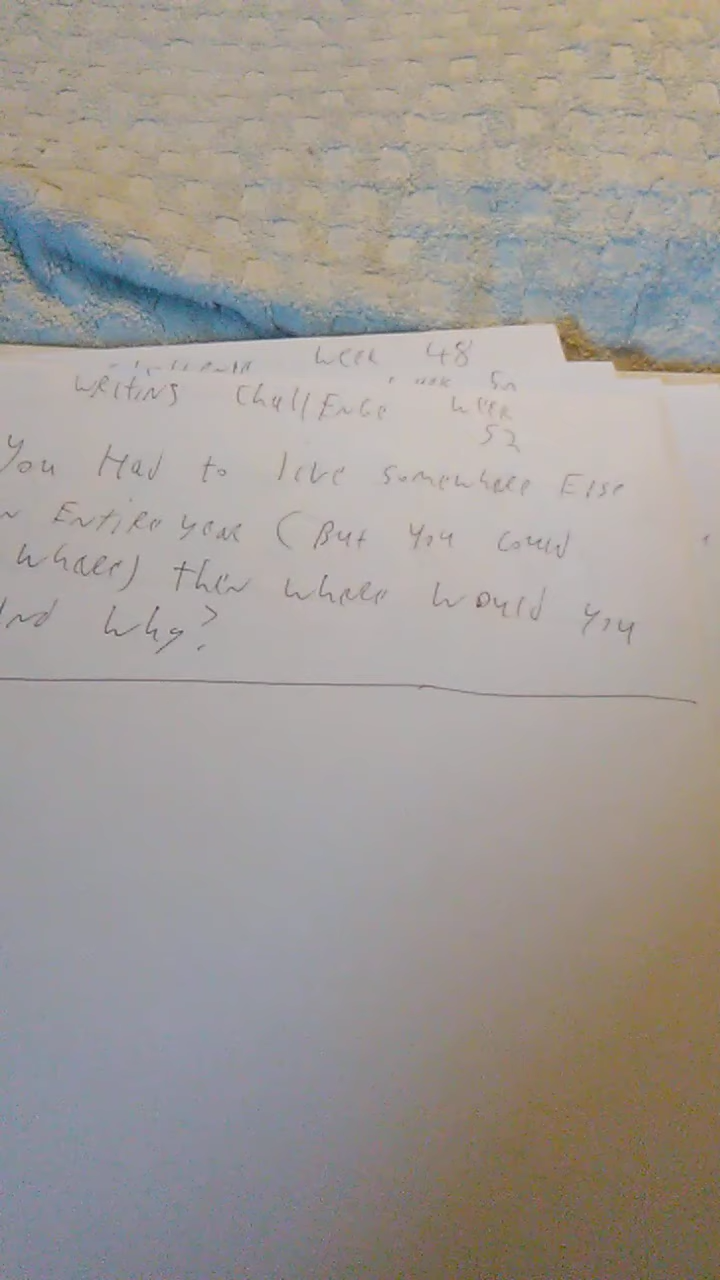 WEEK 48
50
WRITING CHALLENGE WEEK
52
You Had to live somewhere Else
ENTIRE year (But you could
where) then where would you
And Why?